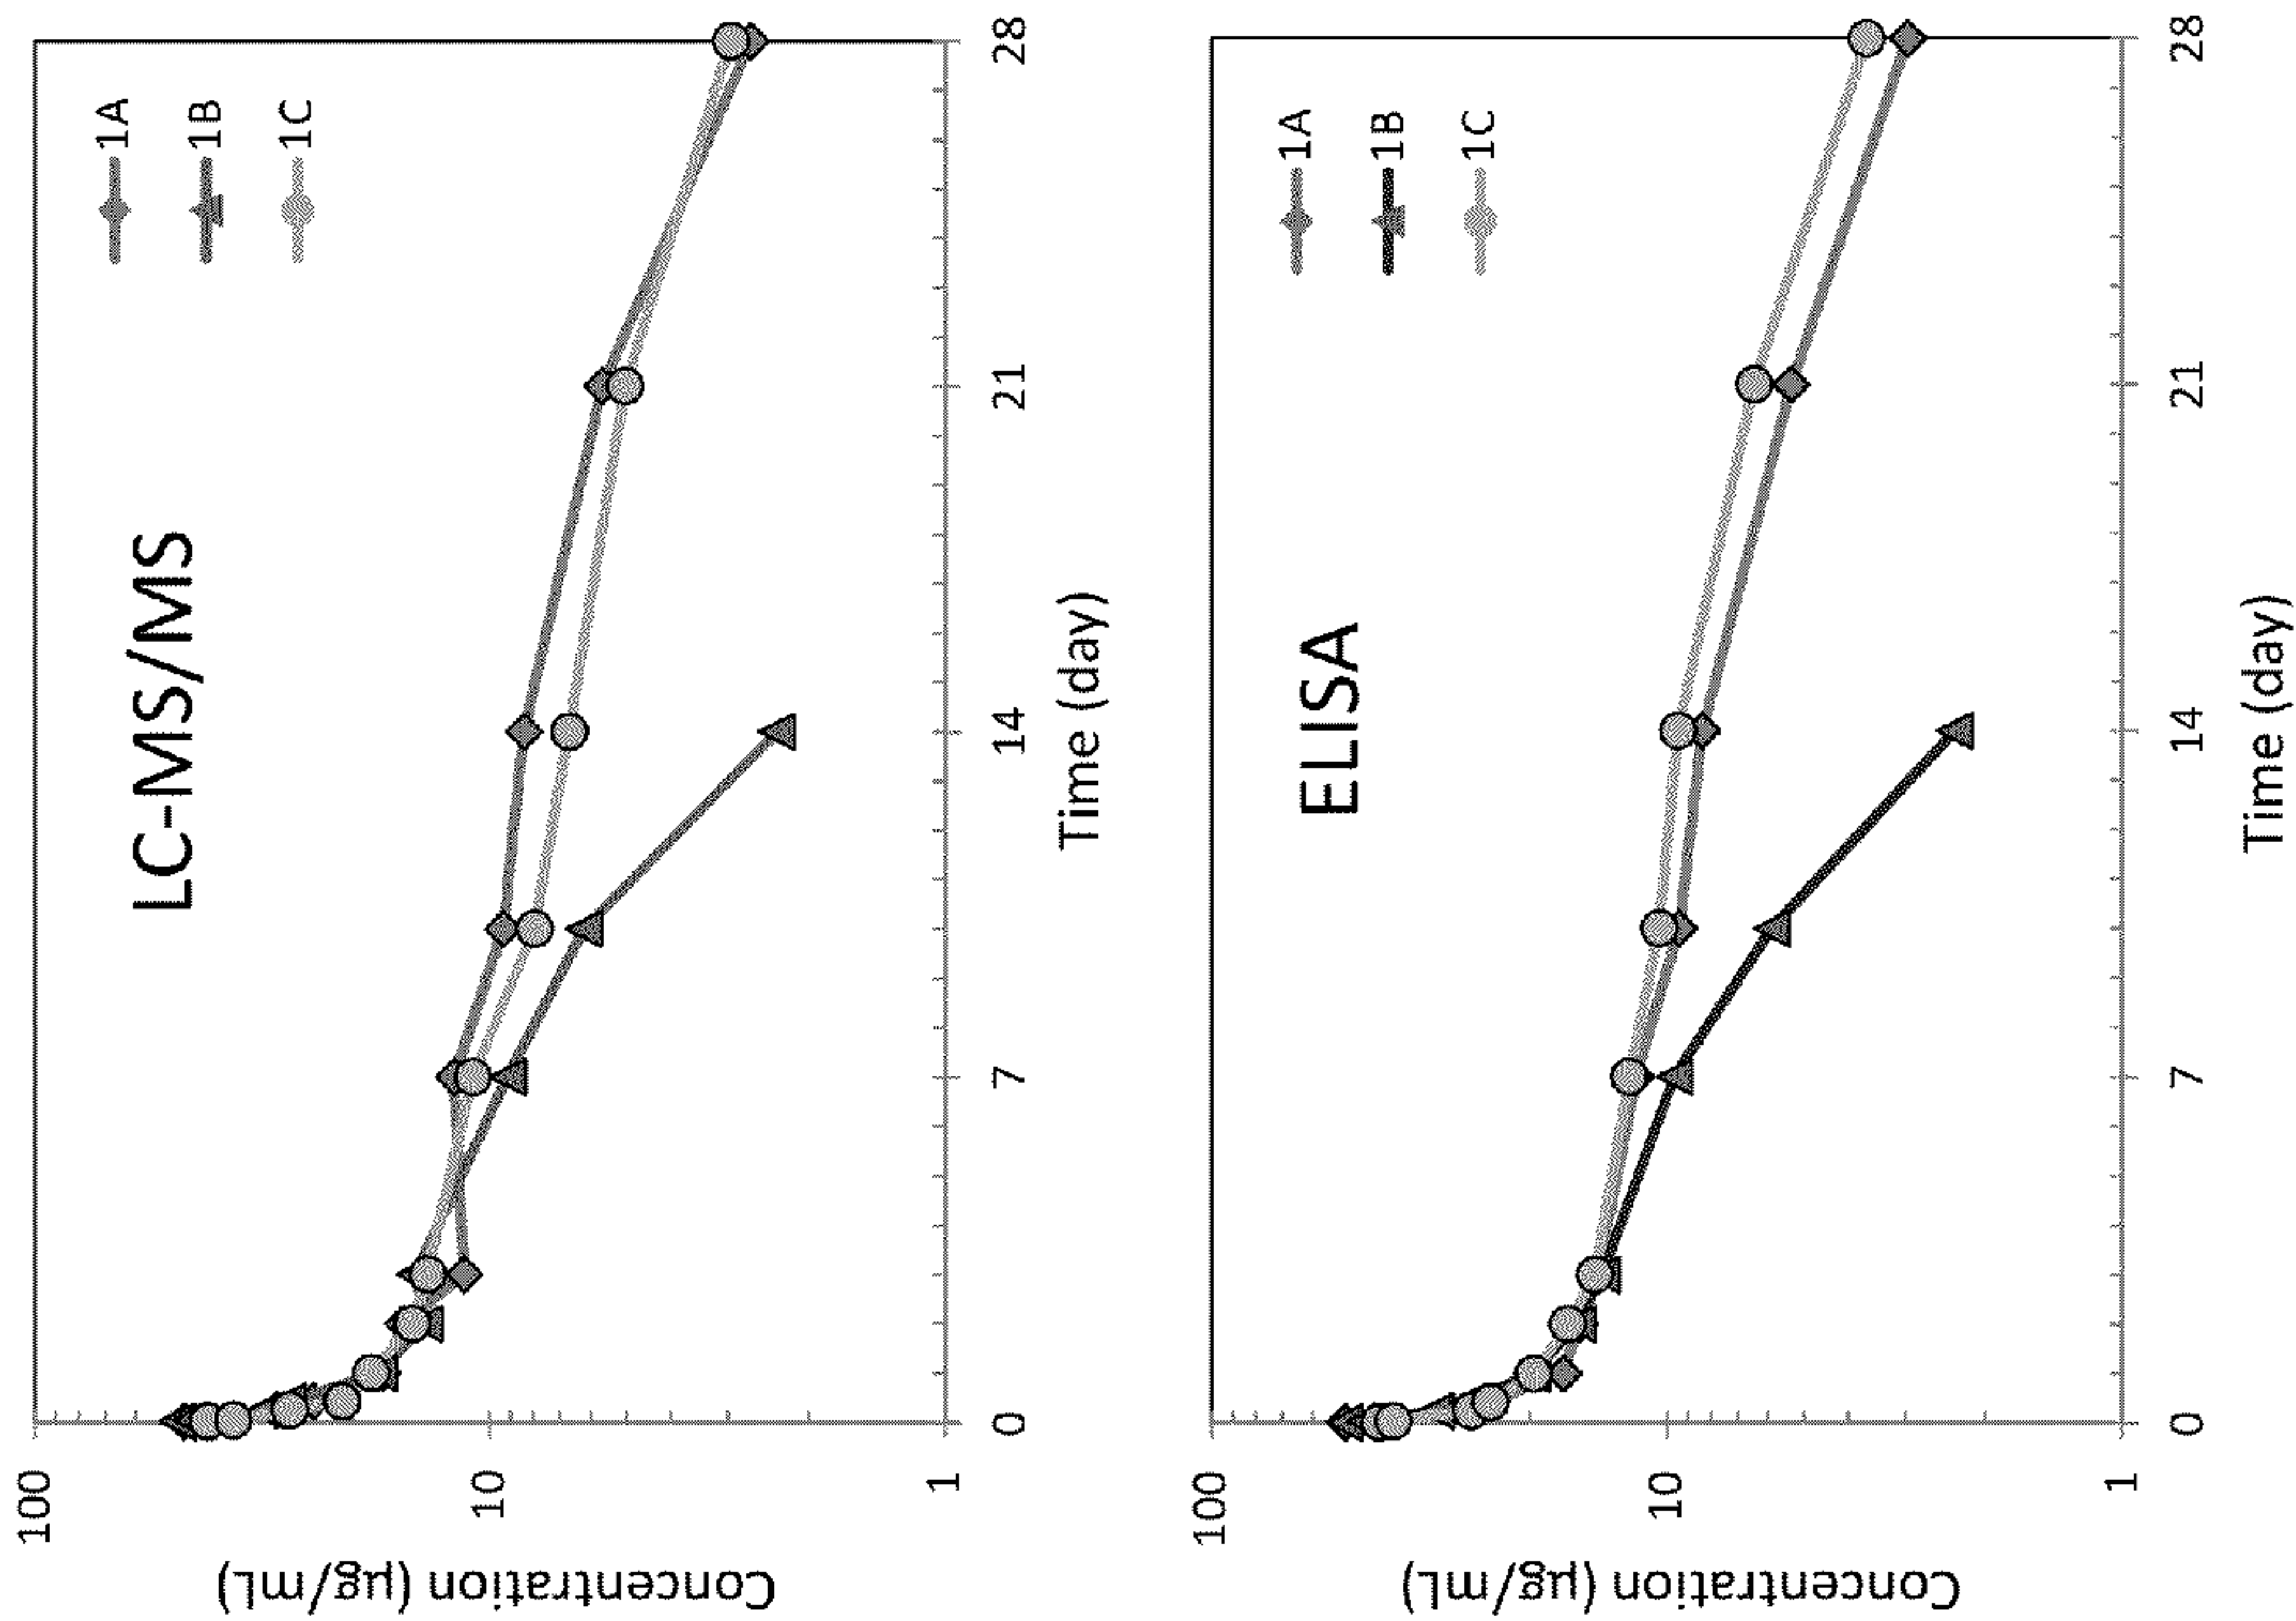 LC-MS/MS
1A
1B
1C
100
10
1
Concentration (µg/mL)
0
7
14
21
28
Time (day)
ELISA
1A
1B
1C
100
10
1
Concentration (µg/mL)
0
7
14
21
28
Time (day)